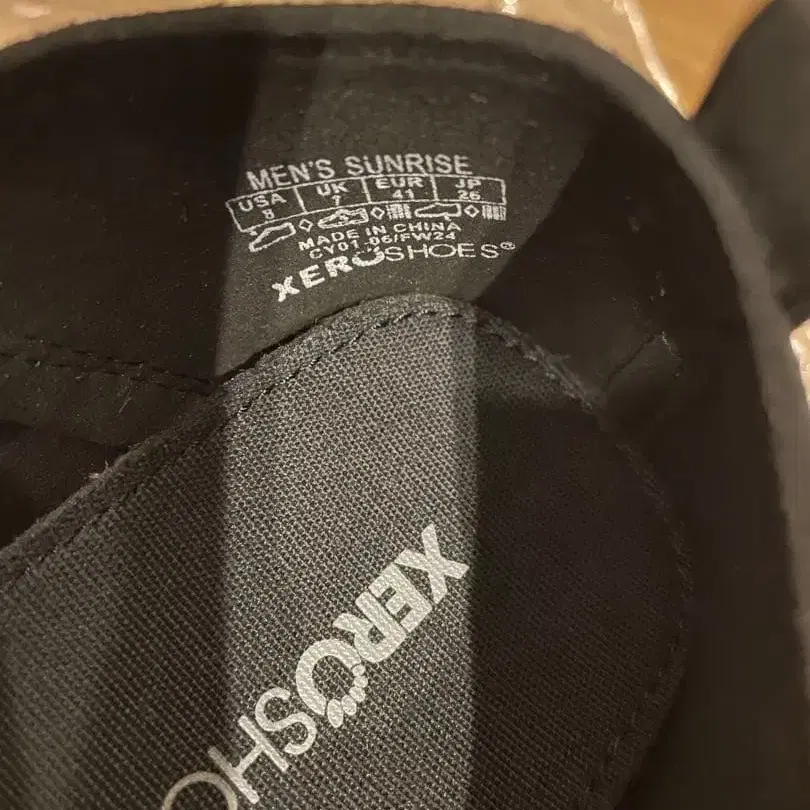 MEN'S SUNRISE
USA UK EUR JP
8 7 41 26
MADE IN CHINA
CY01.06/FW24
XEROSHOES®
XEROSHO